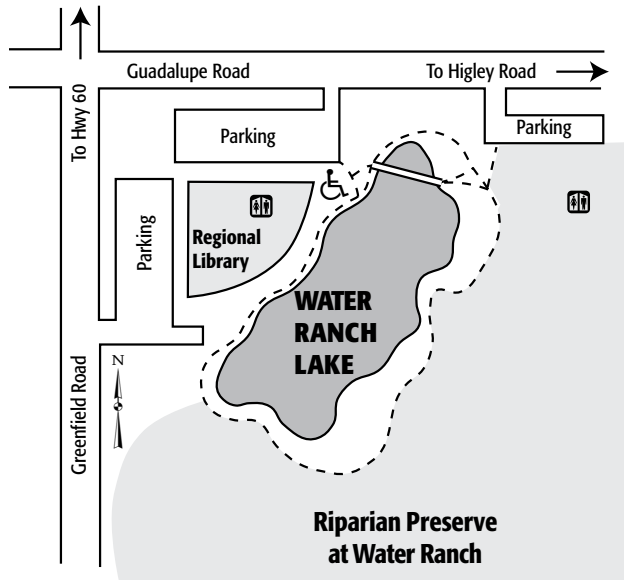 To Hwy 60
Guadalupe Road
To Higley Road
Parking
Parking
Parking
Regional
Library
WATER
RANCH
LAKE
N
Greenfield Road
Riparian Preserve
at Water Ranch